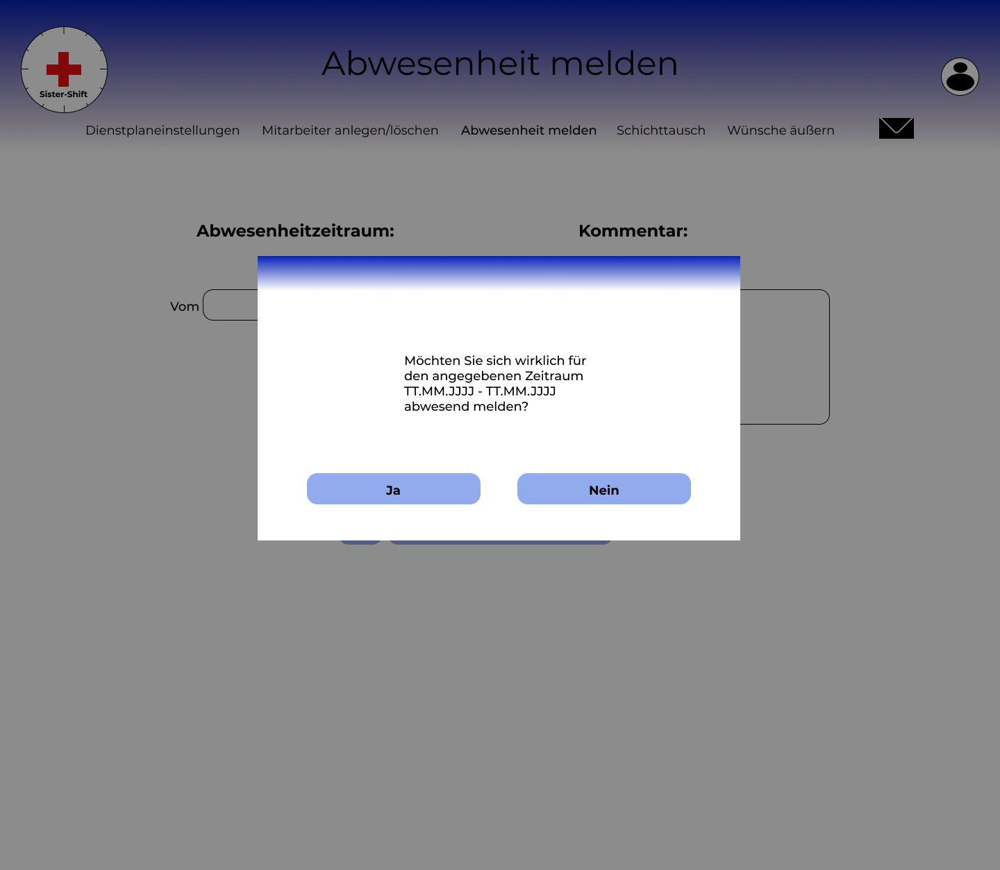 Abwesenheit melden
Sister-Shift
Dienstplaneinstellungen Mitarbeiter anlegen/löschen Abwesenheit melden Schichttausch Wünsche äußern
Abwesenheitzeitraum: Kommentar:
Vom
Möchten Sie sich wirklich für
den angegebenen Zeitraum
TT.MM.JJJJ - TT.MM.JJJJ
abwesend melden?
Ja Nein